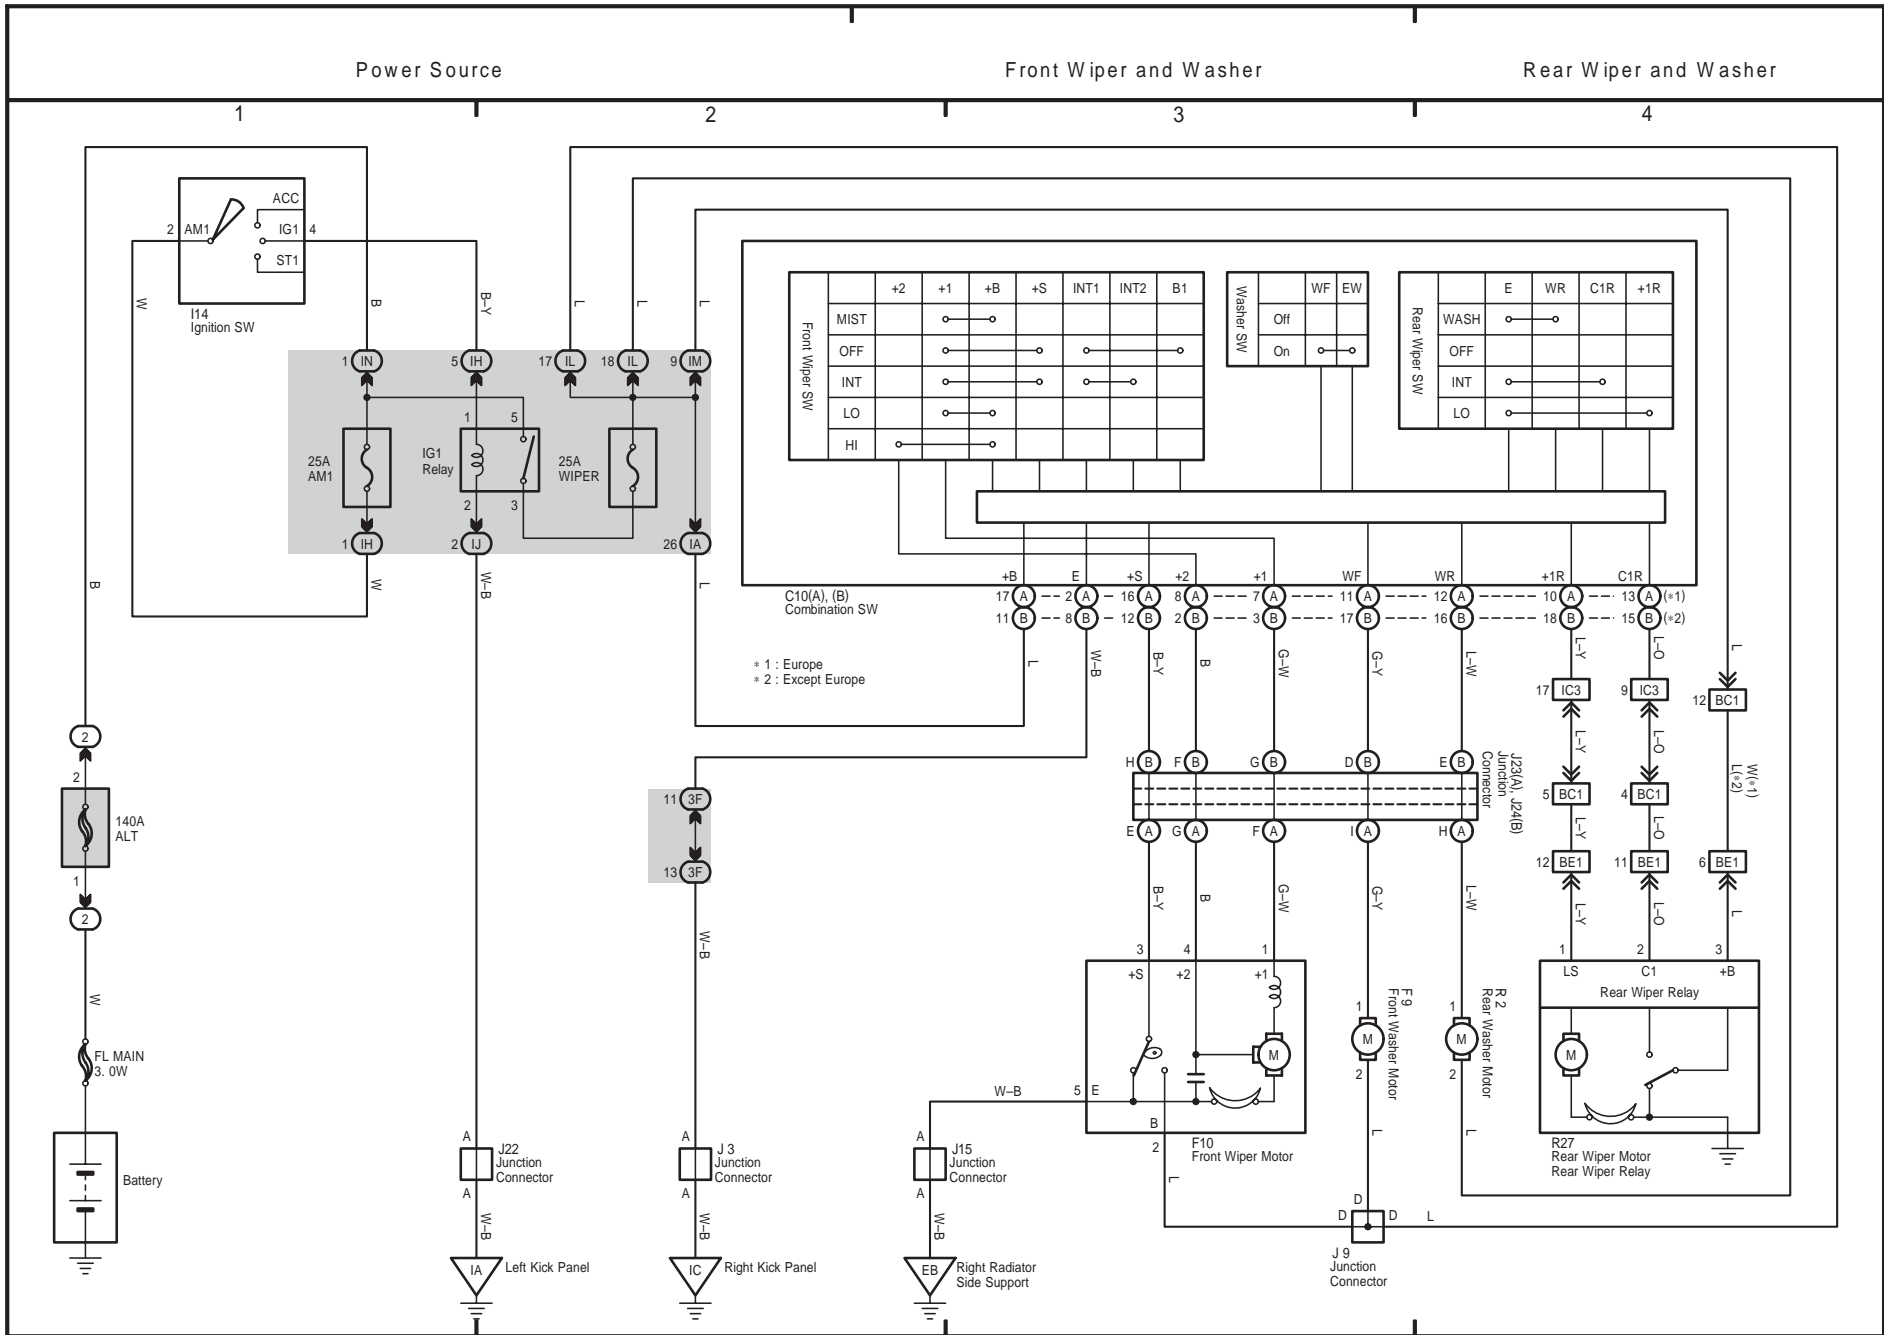 Power Source
Front Wiper and Washer
Rear Wiper and Washer
1
2
3
4
ACC
2
AM1
IG1
4
ST1
I14
Ignition SW
W
B
B–Y
L
L
L
1
IN
5
IH
17
IL
18
IL
9
IM
1
5
25A
AM1
IG1
Relay
25A
WIPER
2
3
1
IH
2
IJ
26
IA
B
W
W–B
L
Front Wiper SW
+2
+1
+B
+S
INT1
INT2
B1
MIST
OFF
INT
LO
HI
Washer SW
WF
EW
Off
On
Rear Wiper SW
E
WR
C1R
+1R
WASH
OFF
INT
LO
+B
E
+S
+2
+1
WF
WR
+1R
C1R
C10(A), (B)
Combination SW
17
A
2
A
16
A
8
A
7
A
11
A
12
A
10
A
13
A
(∗1)
11
B
8
B
12
B
2
B
3
B
17
B
16
B
18
B
15
B
(∗2)
∗ 1 : Europe
∗ 2 : Except Europe
L
W–B
B–Y
B
G–W
G–Y
L–W
L–Y
L–O
L
17
IC3
9
IC3
12
BC1
L–Y
L–O
W(∗1)
L(∗2)
H
B
F
B
G
B
D
B
E
B
J23(A), J24(B)
Junction
Connector
5
BC1
4
BC1
E
A
G
A
F
A
I
A
H
A
L–Y
L–O
12
BE1
11
BE1
6
BE1
2
2
140A
ALT
1
2
11
3F
13
3F
B–Y
B
G–W
G–Y
L–W
L–Y
L–O
L
W
W–B
FL MAIN
3. 0W
Battery
3
4
1
+S
+2
+1
M
W–B
5
E
B
2
F10
Front Wiper Motor
1
M
2
F 9
Front Washer Motor
1
M
2
R 2
Rear Washer Motor
1
2
3
LS
C1
+B
Rear Wiper Relay
M
R27
Rear Wiper Motor
Rear Wiper Relay
A
J22
Junction
Connector
A
W–B
IA
Left Kick Panel
A
J 3
Junction
Connector
A
W–B
IC
Right Kick Panel
A
J15
Junction
Connector
A
W–B
EB
Right Radiator
Side Support
L
L
L
D
D
D
L
J 9
Junction
Connector